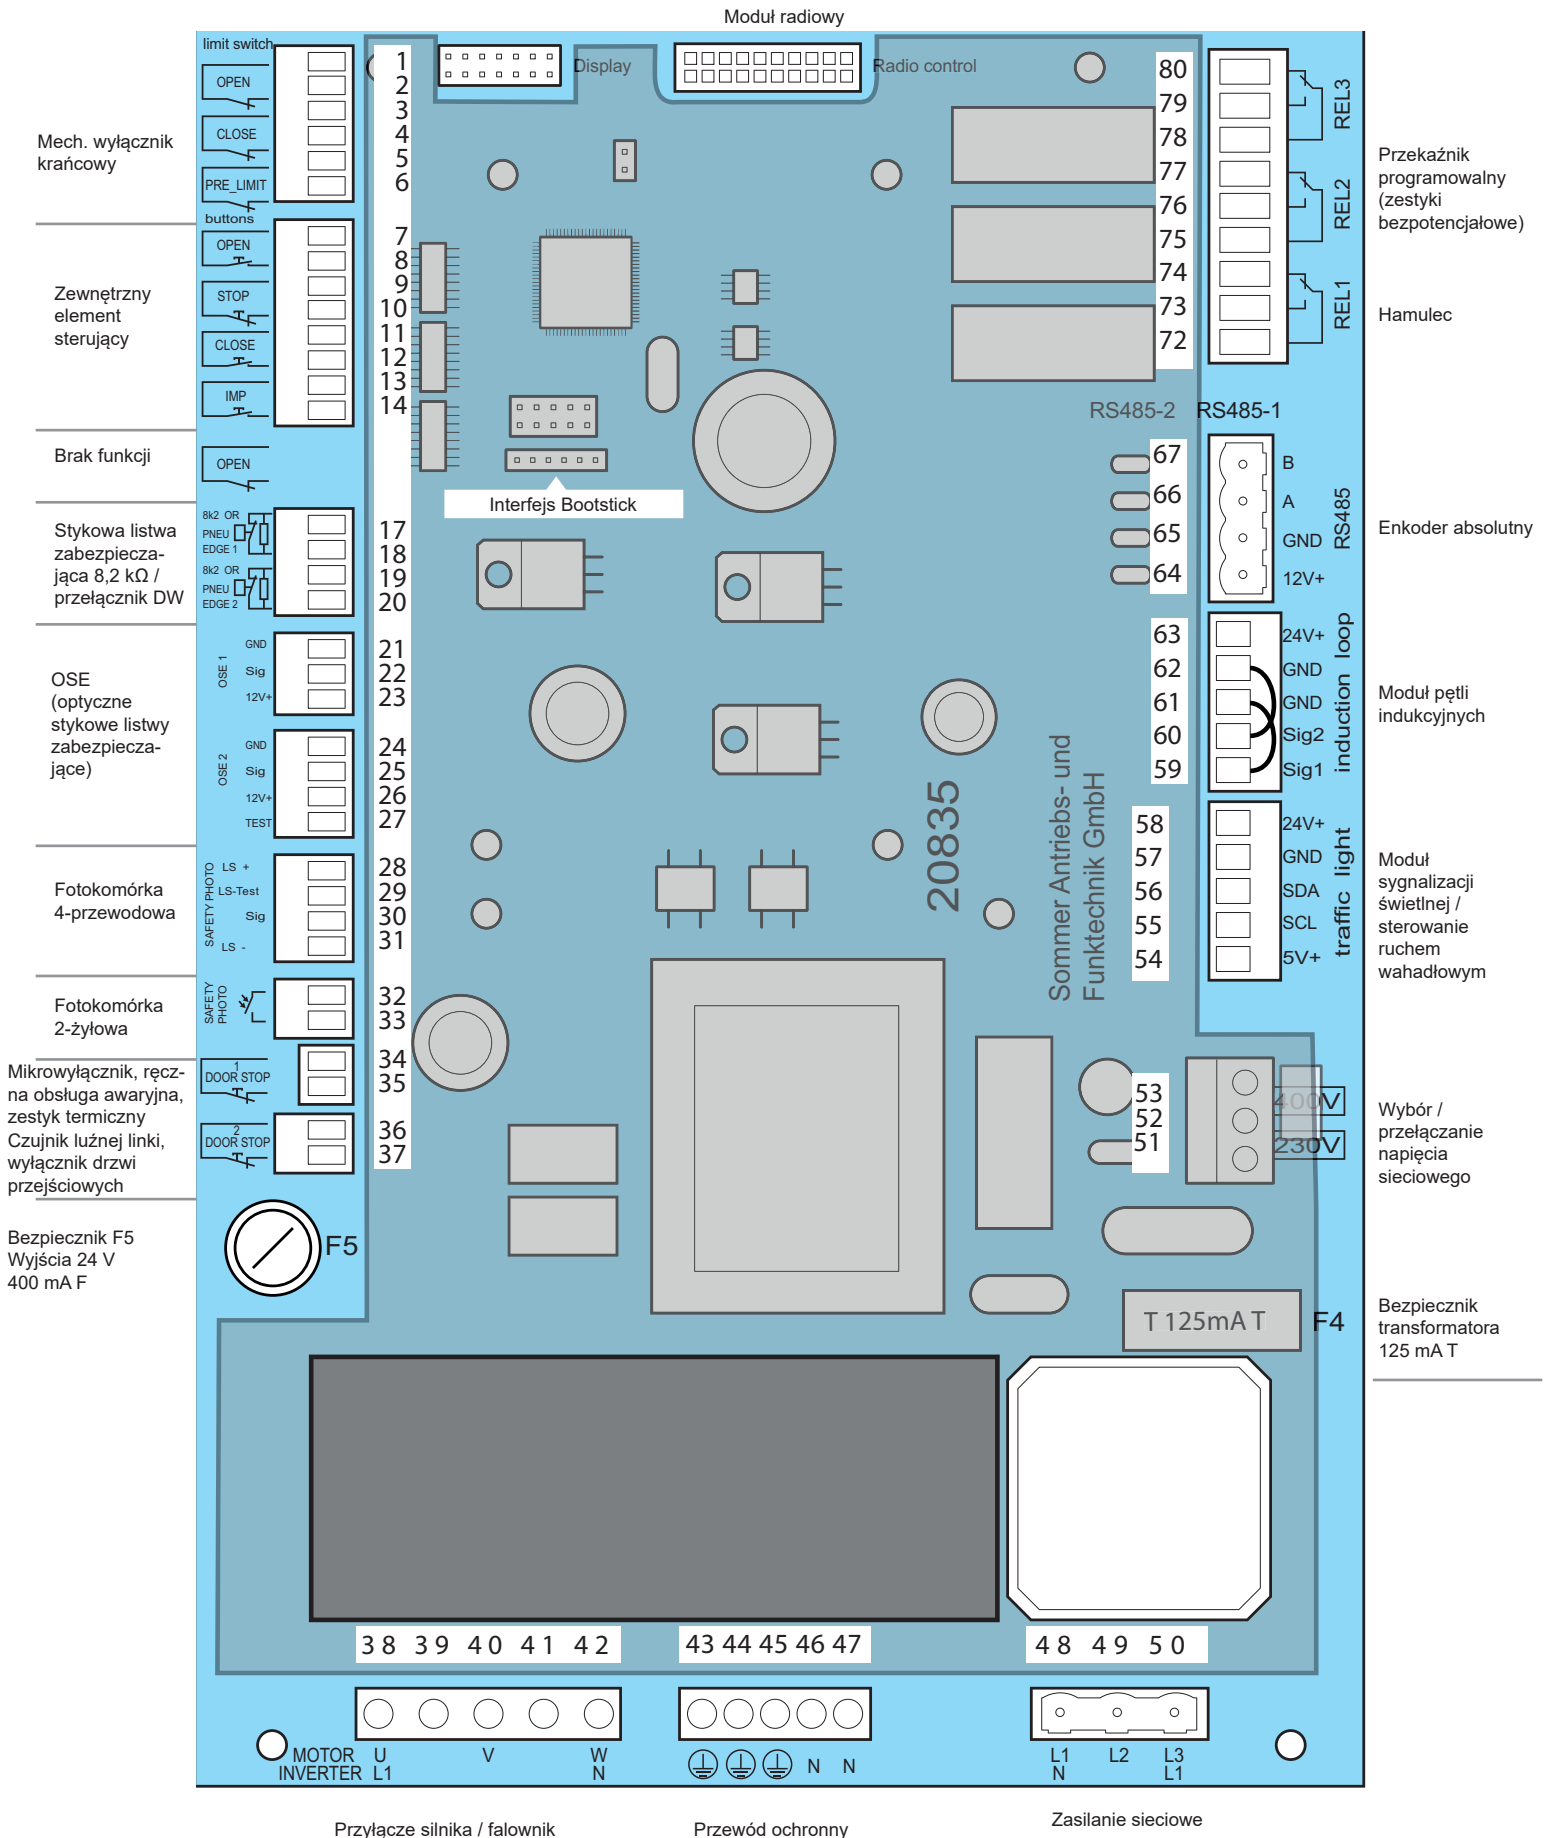 Moduł radiowy
limit switch
OPEN
CLOSE
PRE_LIMIT
Mech. wyłącznik
krańcowy
buttons
OPEN
STOP
CLOSE
IMP
Zewnętrzny
element
sterujący
Brak funkcji
OPEN
Stykowa listwa
zabezpiecza-
jąca 8,2 kΩ /
przełącznik DW
8k2 OR
PNEU
EDGE 1
8k2 OR
PNEU
EDGE 2
OSE
(optyczne
stykowe listwy
zabezpiecza-
jące)
OSE 1
GND
Sig
12V+
OSE 2
GND
Sig
12V+
TEST
Fotokomórka
4-przewodowa
SAFETY PHOTO
LS +
LS-Test
Sig
LS -
Fotokomórka
2-żyłowa
SAFETY
PHOTO
Mikrowyłącznik, ręcz-
na obsługa awaryjna,
zestyk termiczny
Czujnik luźnej linki,
wyłącznik drzwi
przejściowych
1
DOOR STOP
2
DOOR STOP
Bezpiecznik F5
Wyjścia 24 V
400 mA F
F5
1
2
3
4
5
6
7
8
9
10
11
12
13
14
17
18
19
20
21
22
23
24
25
26
27
28
29
30
31
32
33
34
35
36
37
Display
Radio control
Interfejs Bootstick
20835
Sommer Antriebs- und
Funktechnik GmbH
80
79
78
77
76
75
74
73
72
REL3
REL2
REL1
Przekaźnik
programowalny
(zestyki
bezpotencjałowe)
Hamulec
RS485-2 RS485-1
67
66
65
64
B
A
GND
12V+
RS485
Enkoder absolutny
63
62
61
60
59
24V+
GND
GND
Sig2
Sig1
induction loop
Moduł pętli
indukcyjnych
58
57
56
55
54
24V+
GND
SDA
SCL
5V+
traffic light
Moduł
sygnalizacji
świetlnej /
sterowanie
ruchem
wahadłowym
53
52
51
400V
230V
Wybór /
przełączanie
napięcia
sieciowego
T 125mA T
F4
Bezpiecznik
transformatora
125 mA T
38 39 40 41 42
43 44 45 46 47
48 49 50
MOTOR U V W
INVERTER L1 N
N N
L1 L2 L3
N L1
Przyłącze silnika / falownik
Przewód ochronny
Zasilanie sieciowe